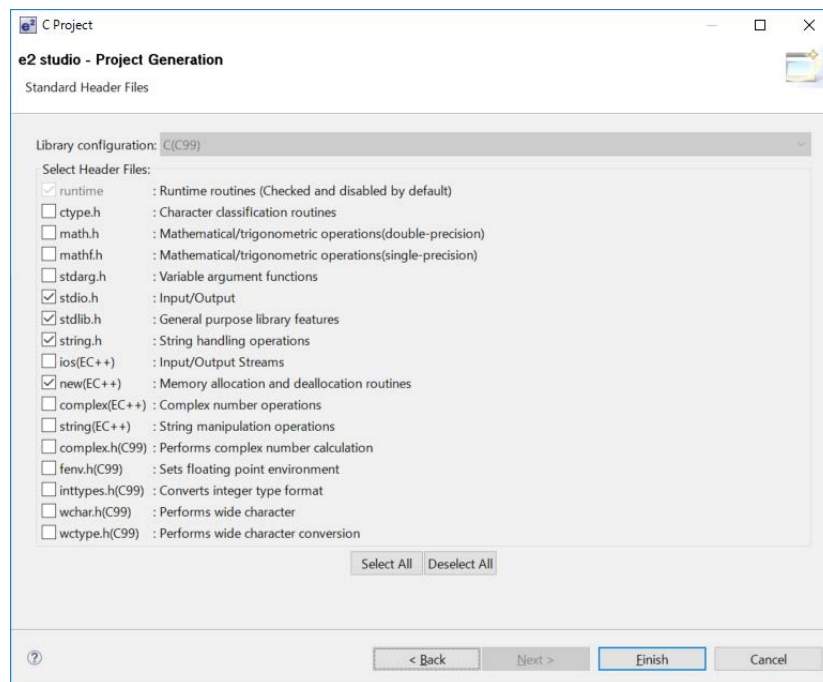 e² C Project
e2 studio - Project Generation
Standard Header Files
Library configuration: C(C99)
Select Header Files:
runtime : Runtime routines (Checked and disabled by default)
ctype.h : Character classification routines
math.h : Mathematical/trigonometric operations(double-precision)
mathf.h : Mathematical/trigonometric operations(single-precision)
stdarg.h : Variable argument functions
stdio.h : Input/Output
stdlib.h : General purpose library features
string.h : String handling operations
ios(EC++) : Input/Output Streams
new(EC++) : Memory allocation and deallocation routines
complex(EC++) : Complex number operations
string(EC++) : String manipulation operations
complex.h(C99) : Performs complex number calculation
fenv.h(C99) : Sets floating point environment
inttypes.h(C99) : Converts integer type format
wchar.h(C99) : Performs wide character
wctype.h(C99) : Performs wide character conversion
Select All Deselect All
? < Back Next > Finish Cancel